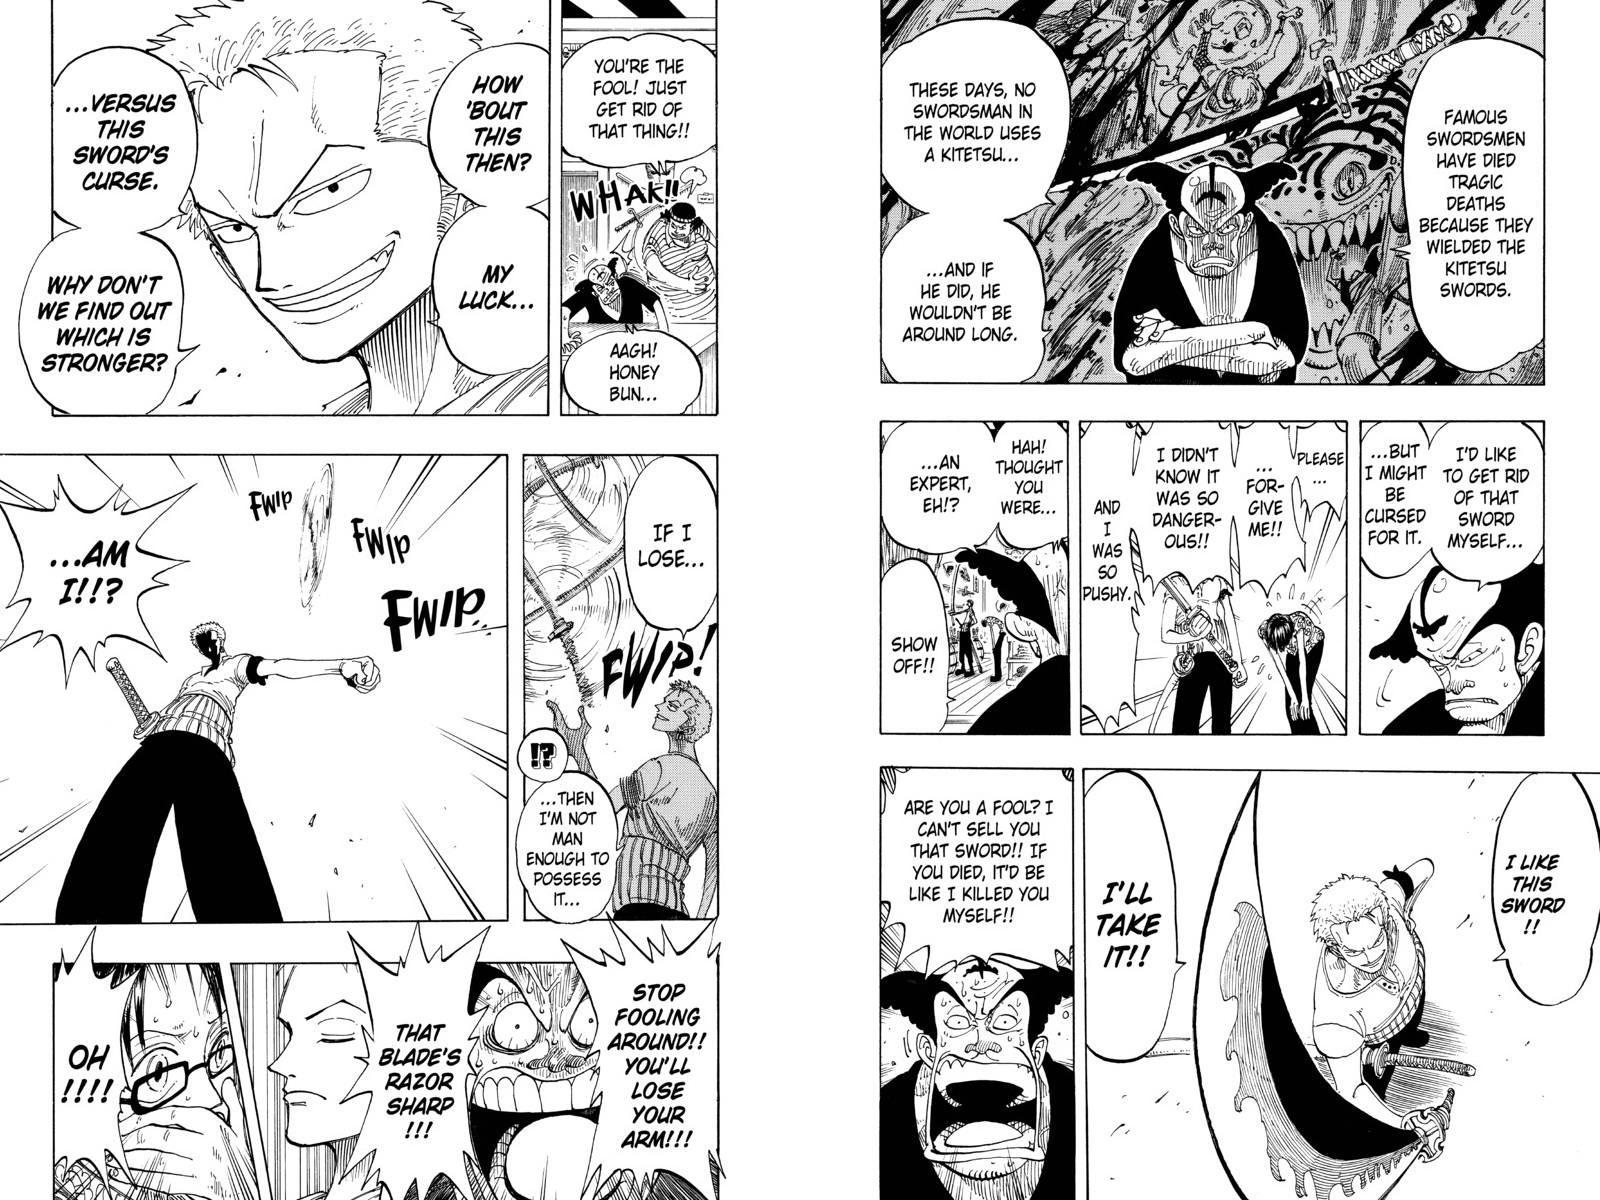 FAMOUS
SWORDSMEN
HAVE DIED
TRAGIC
DEATHS
BECAUSE THEY
WIELDED THE
KITETSU
SWORDS.
THESE DAYS, NO
SWORDSMAN IN
THE WORLD USES
A KITETSU...
...AND IF
HE DID, HE
WOULDN'T BE
AROUND LONG.
I'D LIKE
TO GET RID
OF THAT
SWORD
MYSELF...
...BUT
I MIGHT
BE
CURSED
FOR IT.
PLEASE
...
...
FOR-
GIVE
ME!!
I DIDN'T
KNOW IT
WAS SO
DANGER-
OUS!!
AND
I
WAS
SO
PUSHY.
HAH!
THOUGHT
YOU
WERE...
...AN
EXPERT,
EH!?
SHOW
OFF!!
I LIKE
THIS
SWORD
!!
I'LL
TAKE
IT!!
ARE YOU A FOOL? I
CAN'T SELL YOU
THAT SWORD!! IF
YOU DIED, IT'D BE
LIKE I KILLED YOU
MYSELF!!
YOU'RE THE
FOOL! JUST
GET RID OF
THAT THING!!
WHAK!!
AAGH!
HONEY
BUN...
HOW
'BOUT
THIS
THEN?
MY
LUCK...
...VERSUS
THIS
SWORD'S
CURSE.
WHY DON'T
WE FIND OUT
WHICH IS
STRONGER?
IF I
LOSE...
FWIP!
!?
...THEN
I'M NOT
MAN
ENOUGH TO
POSSESS
IT...
FWIP
FWIP
FWIP..
...AM
I!!?
STOP
FOOLING
AROUND!!
YOU'LL
LOSE
YOUR
ARM!!!
THAT
BLADE'S
RAZOR
SHARP
!!!
OH
!!!!